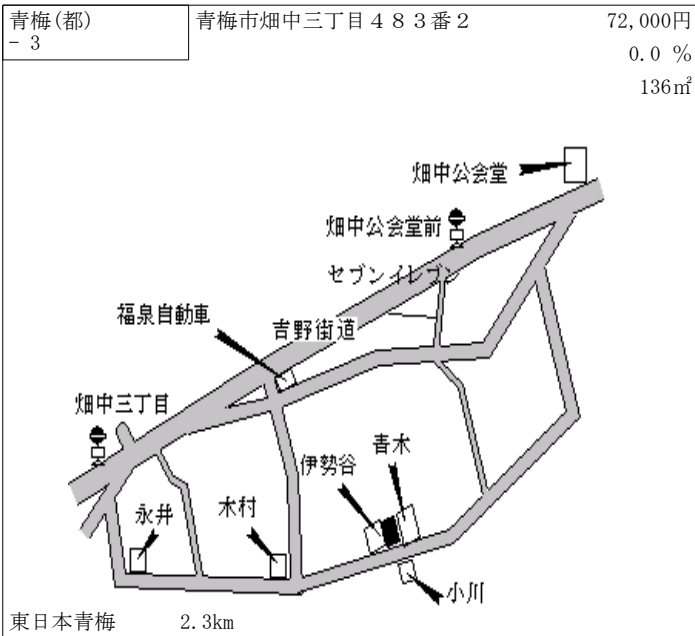 青梅(都)
- 3
青梅市畑中三丁目４８３番２
72,000円
0.0 %
136㎡
畑中公会堂
畑中公会堂前
セブンイレブン
福泉自動車
吉野街道
畑中三丁目
伊勢谷
青木
永井
木村
小川
東日本青梅 2.3km